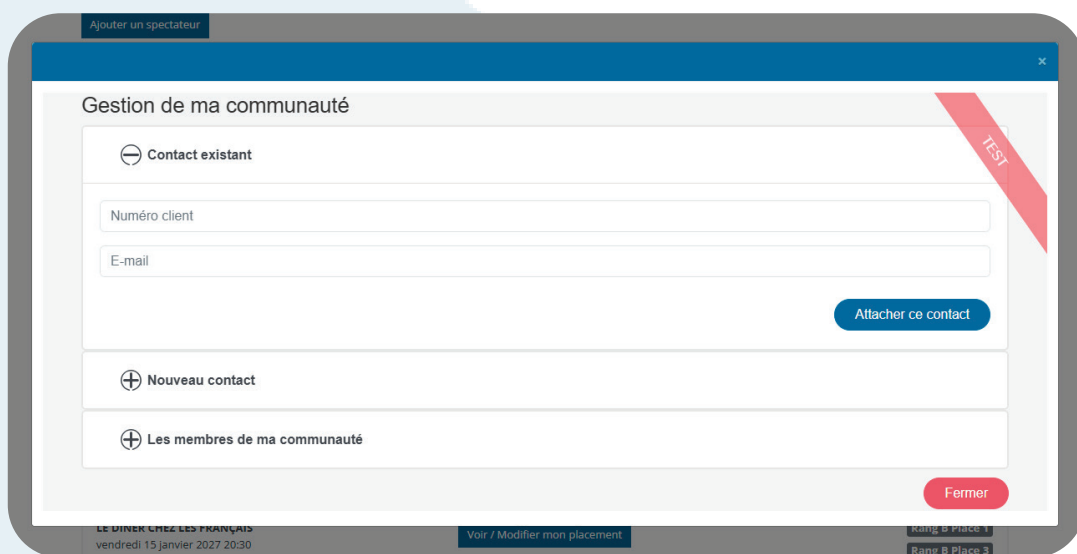 Ajouter un spectateur
×
Gestion de ma communauté
TEST
Contact existant
Numéro client
E-mail
Attacher ce contact
Nouveau contact
Les membres de ma communauté
Fermer
LE DÎNER CHEZ LES FRANÇAIS
vendredi 15 janvier 2027 20:30
Voir / Modifier mon placement
Rang B Place 1
Rang B Place 3